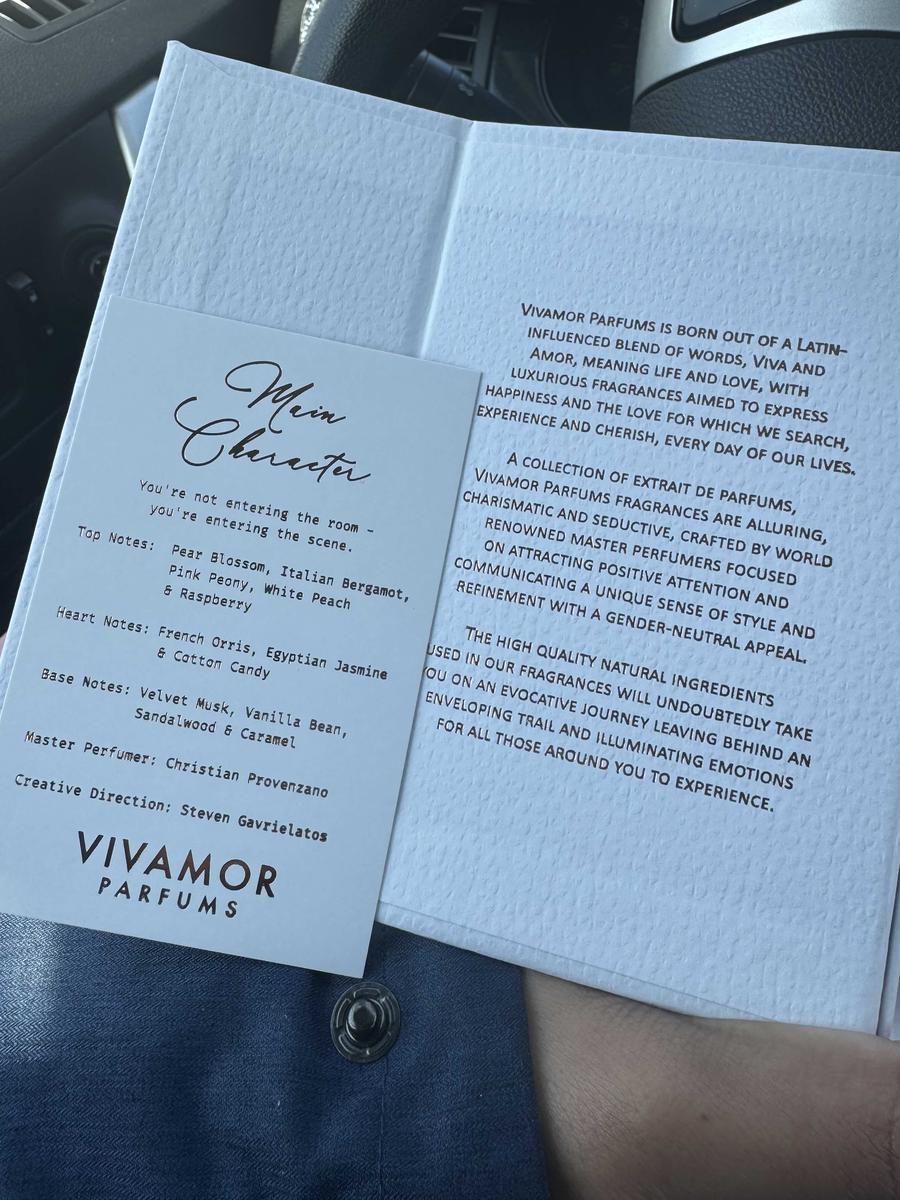 Main
Character
You're not entering the room –
you're entering the scene.
Top Notes: Pear Blossom, Italian Bergamot,
Pink Peony, White Peach
& Raspberry
Heart Notes: French Orris, Egyptian Jasmine
& Cotton Candy
Base Notes: Velvet Musk, Vanilla Bean,
Sandalwood & Caramel
Master Perfumer: Christian Provenzano
Creative Direction: Steven Gavrielatos
VIVAMOR
PARFUMS
VIVAMOR PARFUMS IS BORN OUT OF A LATIN-
INFLUENCED BLEND OF WORDS, VIVA AND
AMOR, MEANING LIFE AND LOVE, WITH
LUXURIOUS FRAGRANCES AIMED TO EXPRESS
HAPPINESS AND THE LOVE FOR WHICH WE SEARCH,
EXPERIENCE AND CHERISH, EVERY DAY OF OUR LIVES.
A COLLECTION OF EXTRAIT DE PARFUMS,
VIVAMOR PARFUMS FRAGRANCES ARE ALLURING,
CHARISMATIC AND SEDUCTIVE, CRAFTED BY WORLD
RENOWNED MASTER PERFUMERS FOCUSED
ON ATTRACTING POSITIVE ATTENTION AND
COMMUNICATING A UNIQUE SENSE OF STYLE AND
REFINEMENT WITH A GENDER-NEUTRAL APPEAL.
THE HIGH QUALITY NATURAL INGREDIENTS
USED IN OUR FRAGRANCES WILL UNDOUBTEDLY TAKE
YOU ON AN EVOCATIVE JOURNEY LEAVING BEHIND AN
ENVELOPING TRAIL AND ILLUMINATING EMOTIONS
FOR ALL THOSE AROUND YOU TO EXPERIENCE.